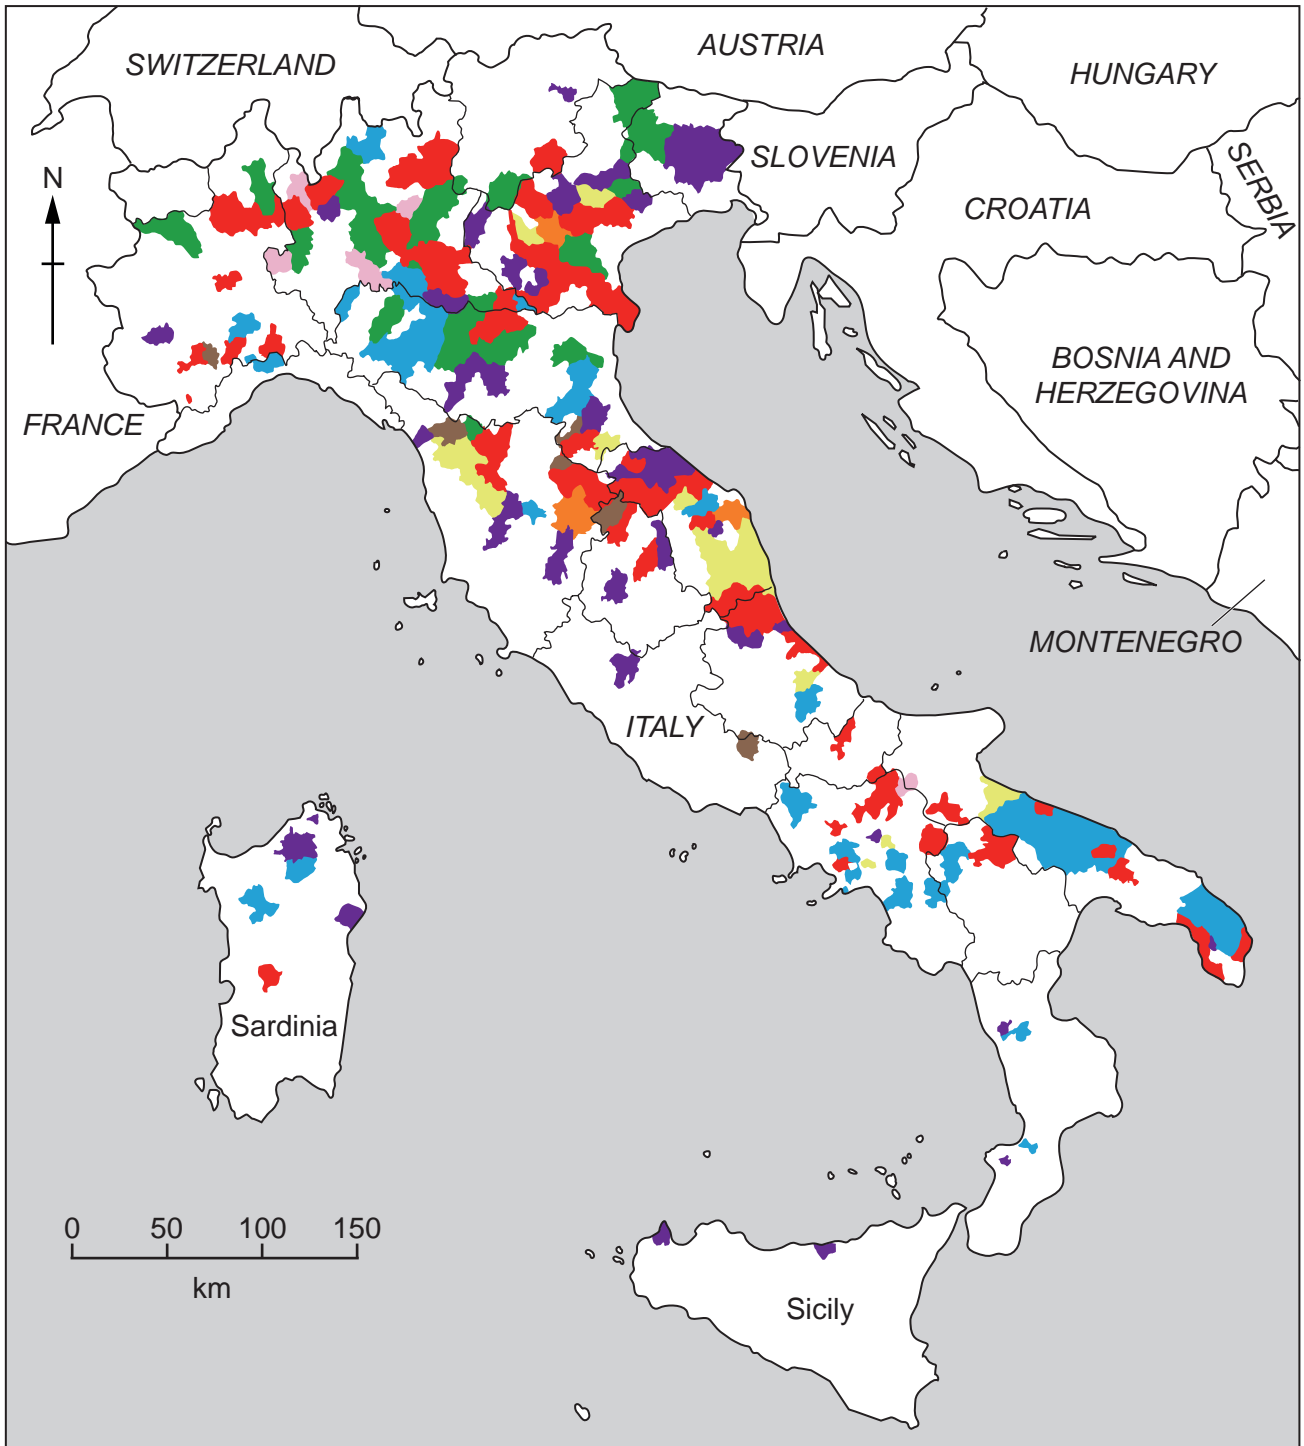 AUSTRIA
SWITZERLAND
HUNGARY
SLOVENIA
SERBIA
N
CROATIA
BOSNIA AND
HERZEGOVINA
FRANCE
MONTENEGRO
ITALY
Sardinia
0 50 100 150
km
Sicily